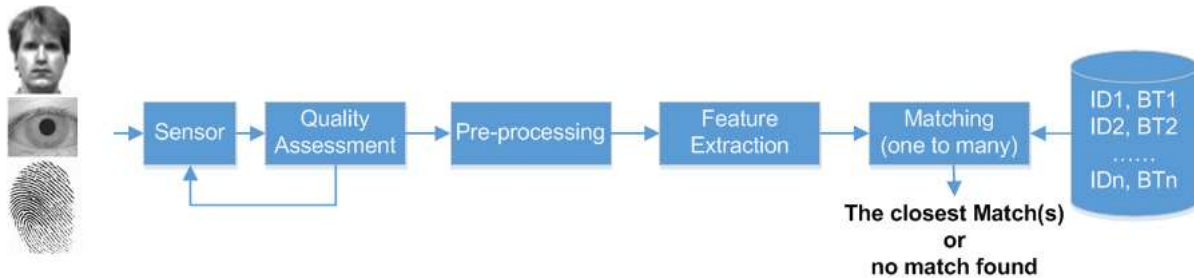 Sensor
Quality
Assessment
Pre-processing
Feature
Extraction
Matching
(one to many)
ID1, BT1
ID2, BT2
......
IDn, BTn
The closest Match(s)
or
no match found